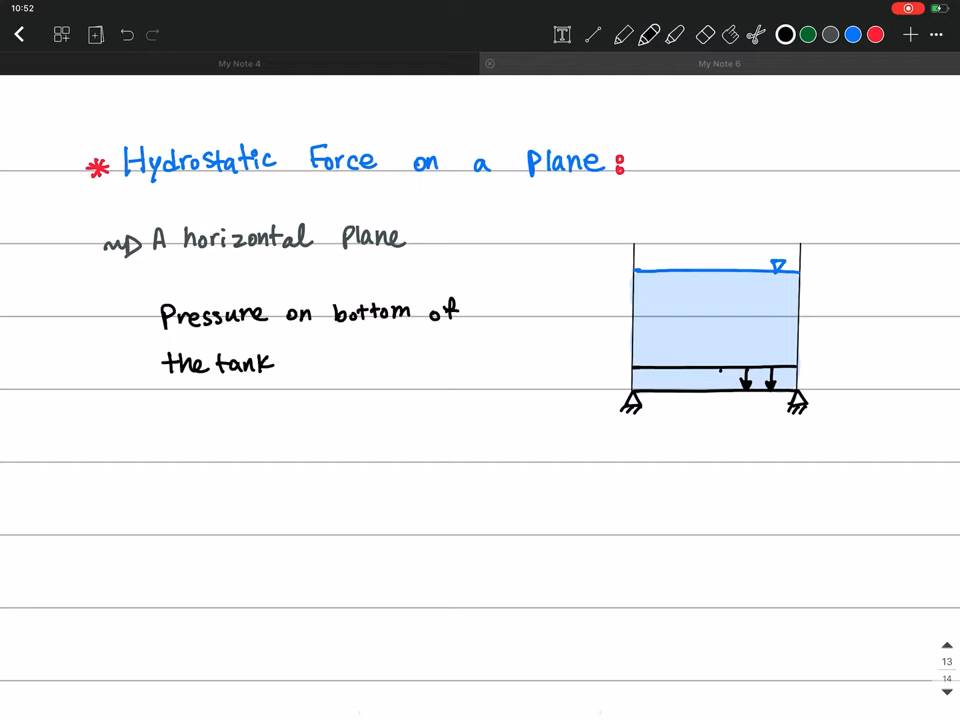 10:52
My Note 4
My Note 6
* Hydrostatic Force on a plane:
A horizontal plane
Pressure on bottom of
the tank
13
14